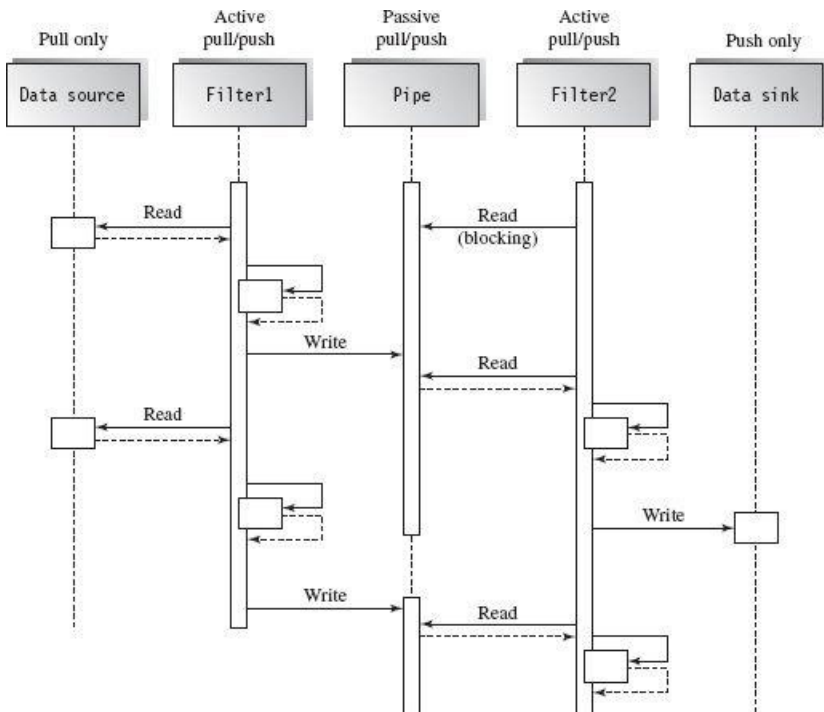 Pull only
Active
pull/push
Passive
pull/push
Active
pull/push
Push only
Data source
Filter1
Pipe
Filter2
Data sink
Read
Read
(blocking)
Write
Read
Read
Write
Write
Read